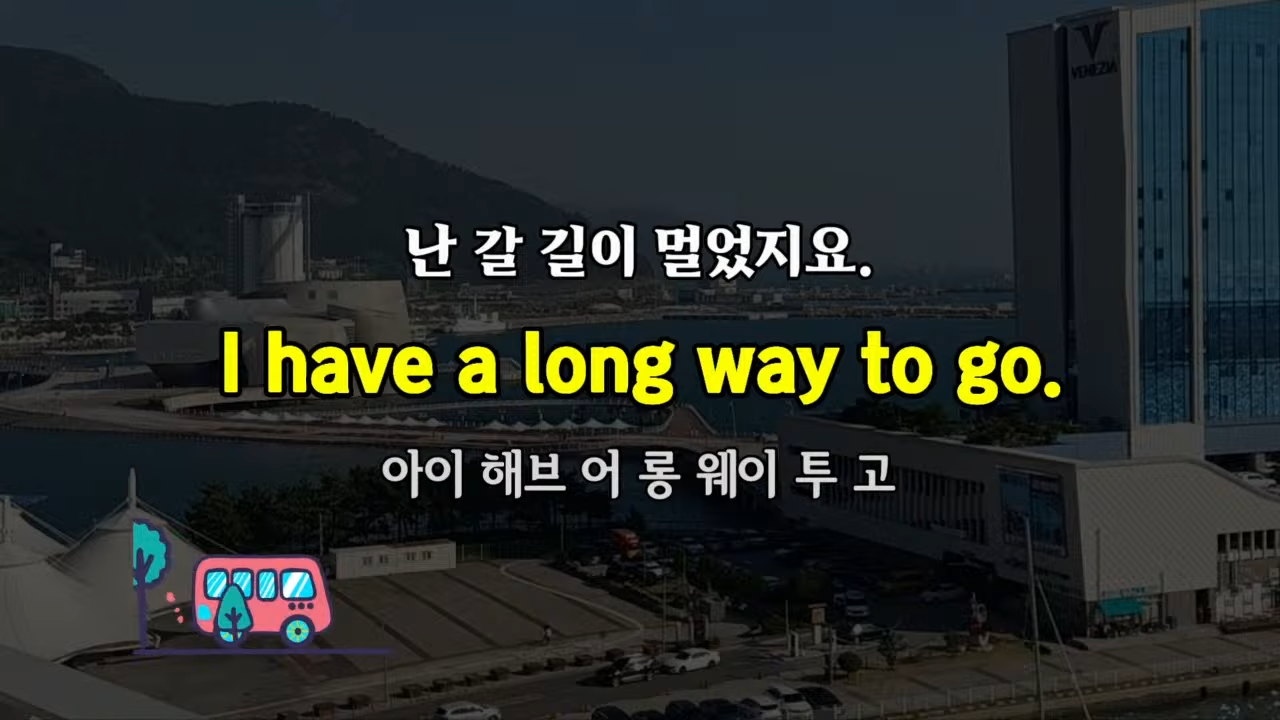 VENEZIA
난 갈 길이 멀었지요.
I have a long way to go.
아이 해브 어 롱 웨이 투 고